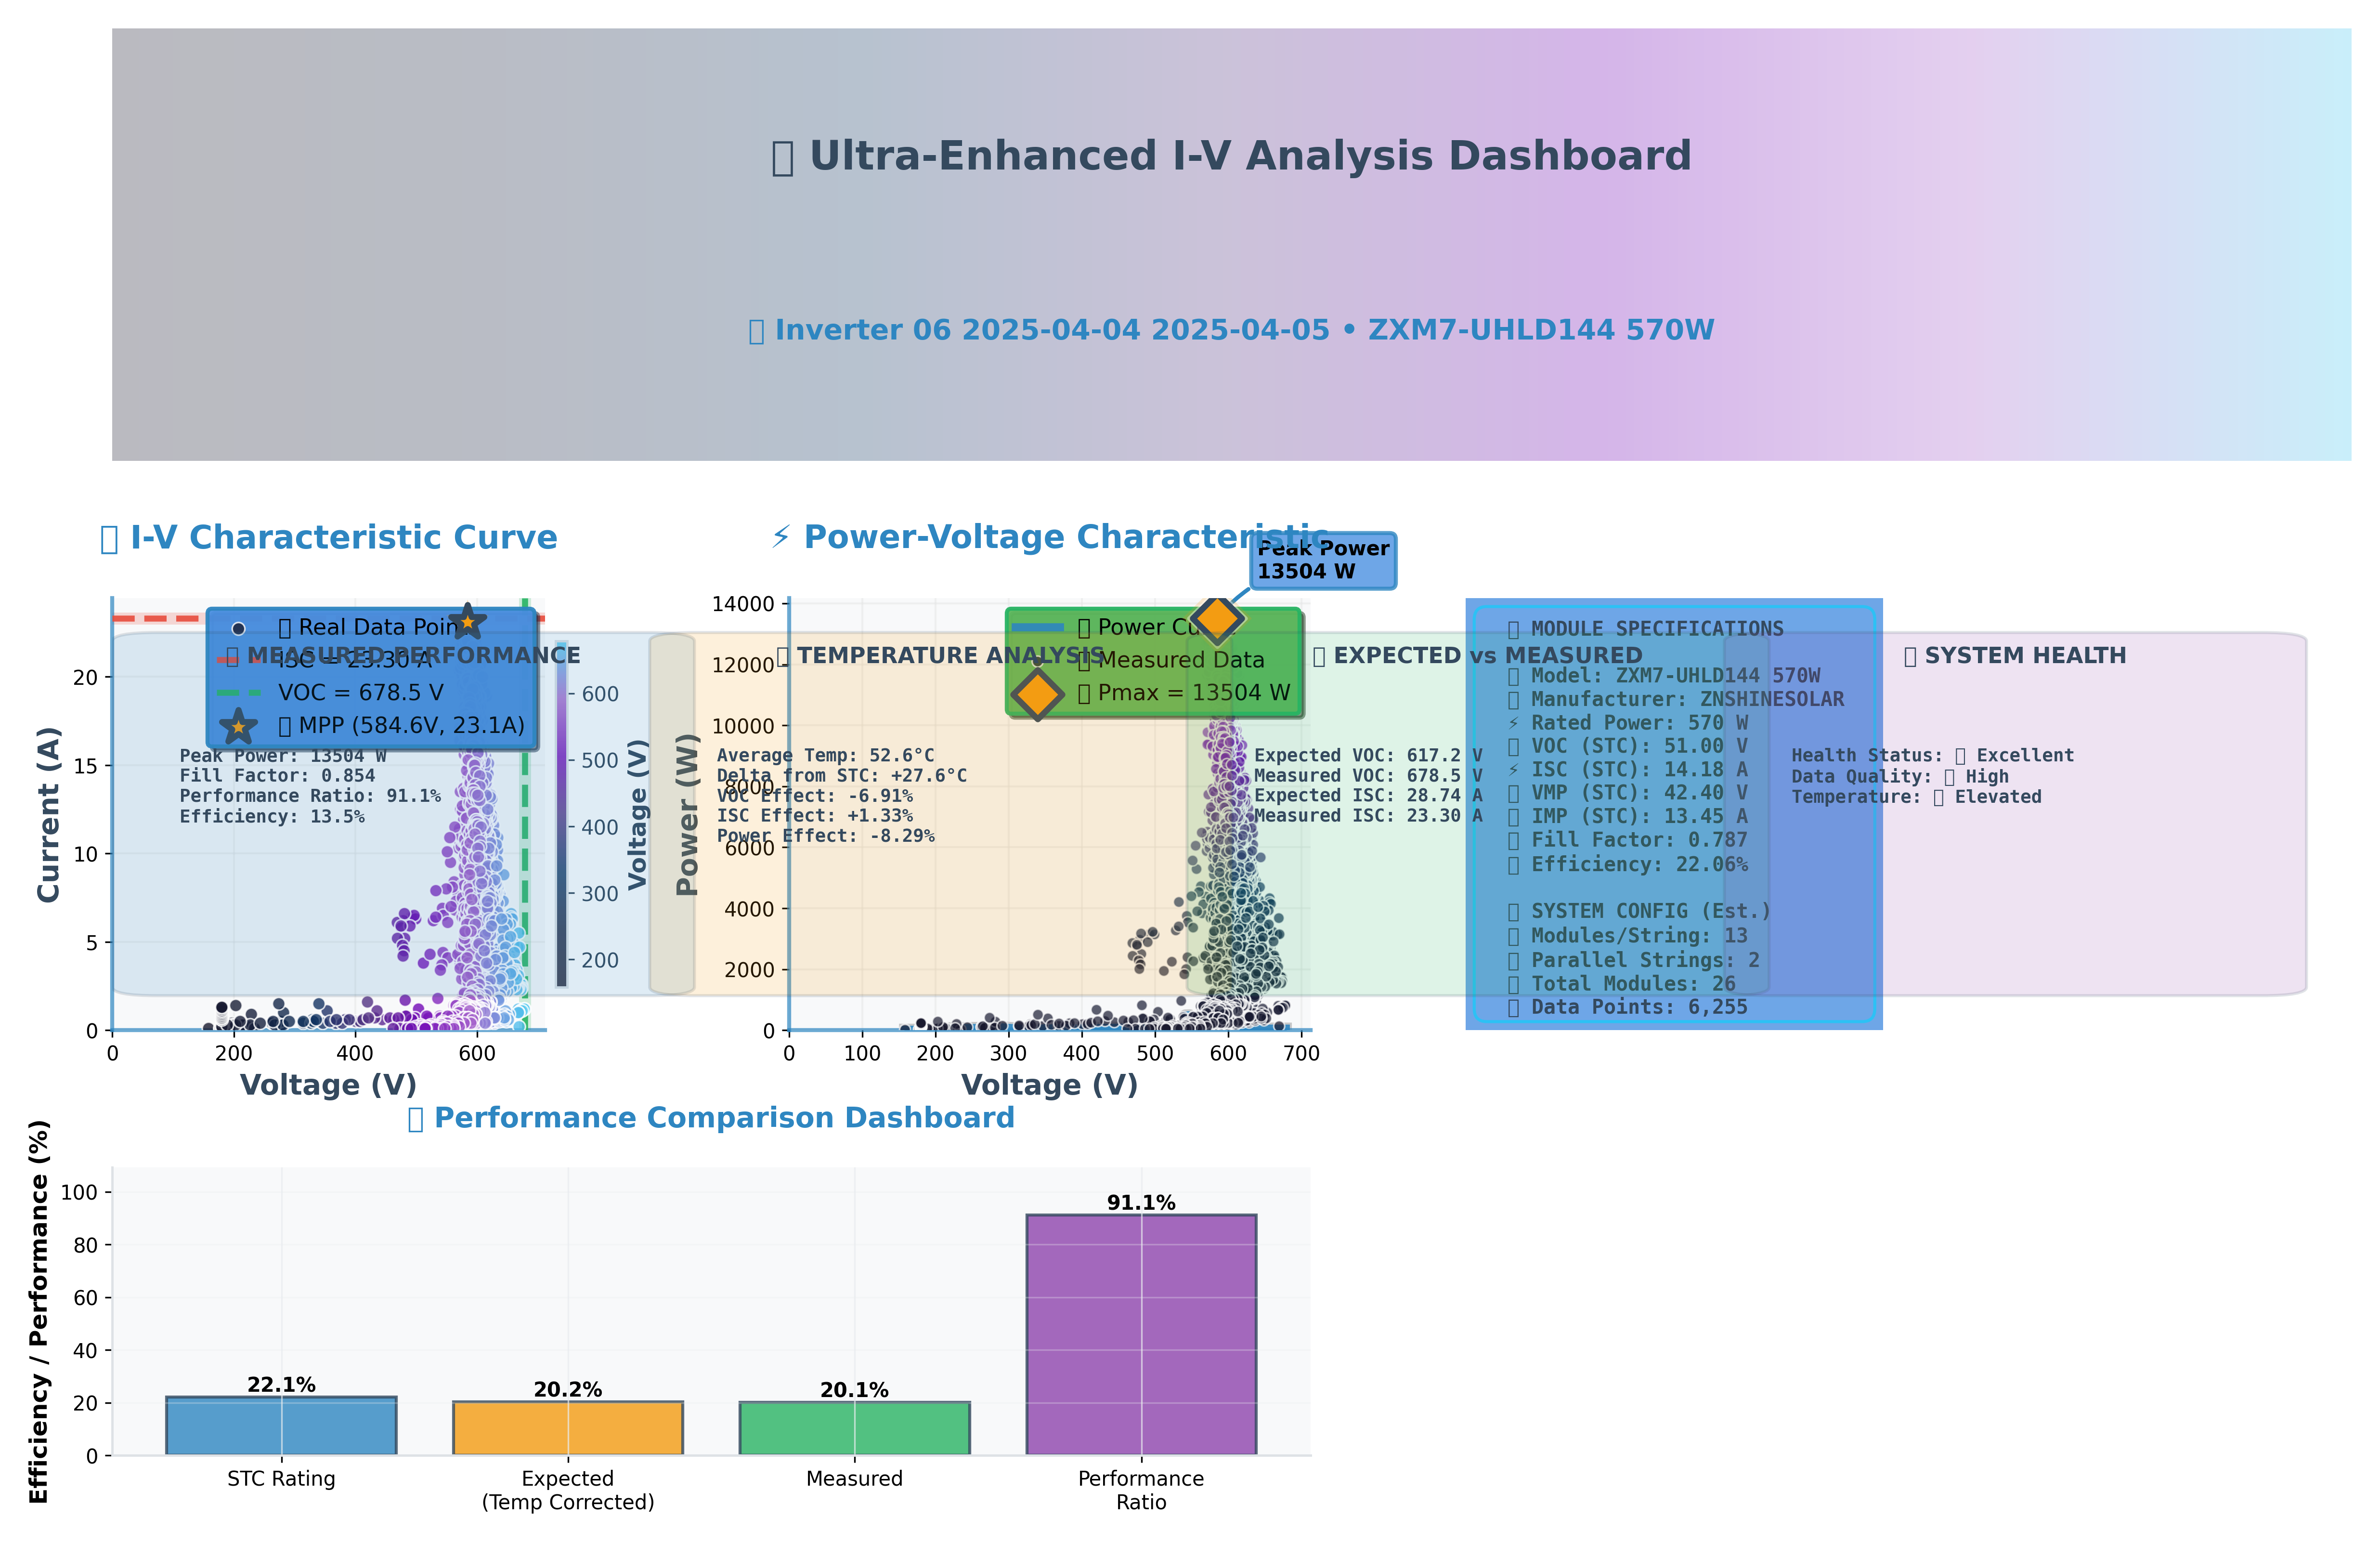 Ultra-Enhanced I-V Analysis Dashboard
Inverter 06 2025-04-04 2025-04-05 • ZXM7-UHLD144 570W
I-V Characteristic Curve
Real Data Poin
ISC = 23.30 A
VOC = 678.5 V
MPP (584.6V, 23.1A)
MEASURED PERFORMANCE
Peak Power: 13504 W
Fill Factor: 0.854
Performance Ratio: 91.1%
Efficiency: 13.5%
Current (A)
20
15
10
5
0
0
200
400
600
Voltage (V)
600
500
400
300
200
Voltage (V)
⚡ Power-Voltage Characteristic
Peak Power
13504 W
Power Cu
Measured Data
Pmax = 13504 W
TEMPERATURE ANALYSIS
Average Temp: 52.6°C
Delta from STC: +27.6°C
VOC Effect: -6.91%
ISC Effect: +1.33%
Power Effect: -8.29%
Power (W)
14000
12000
10000
8000
6000
4000
2000
0
0
100
200
300
400
500
600
700
Voltage (V)
EXPECTED vs MEASURED
Expected VOC: 617.2 V
Measured VOC: 678.5 V
Expected ISC: 28.74 A
Measured ISC: 23.30 A
MODULE SPECIFICATIONS
Model: ZXM7-UHLD144 570W
Manufacturer: ZNSHINESOLAR
⚡ Rated Power: 570 W
VOC (STC): 51.00 V
⚡ ISC (STC): 14.18 A
VMP (STC): 42.40 V
IMP (STC): 13.45 A
Fill Factor: 0.787
Efficiency: 22.06%
SYSTEM CONFIG (Est.)
Modules/String: 13
Parallel Strings: 2
Total Modules: 26
Data Points: 6,255
SYSTEM HEALTH
Health Status: Excellent
Data Quality: High
Temperature: Elevated
Performance Comparison Dashboard
Efficiency / Performance (%)
100
80
60
40
20
0
22.1%
20.2%
20.1%
91.1%
STC Rating
Expected
(Temp Corrected)
Measured
Performance
Ratio